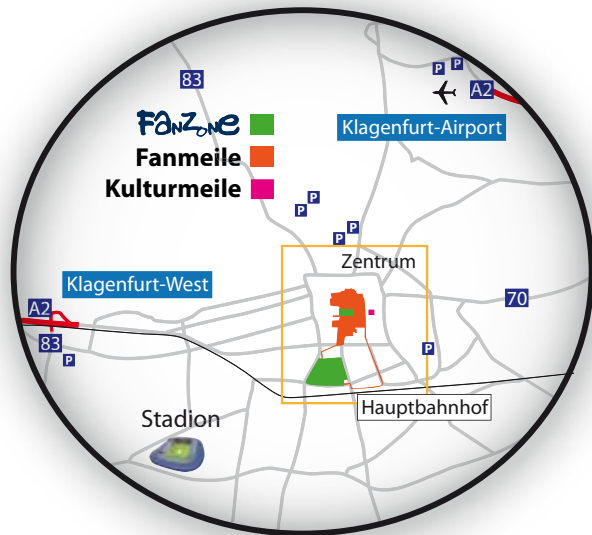 P
P
83
A2
FanZone
Klagenfurt-Airport
Fanmeile
Kulturmeile
P
P
P
P
Zentrum
Klagenfurt-West
70
A2
83
P
P
Hauptbahnhof
Stadion